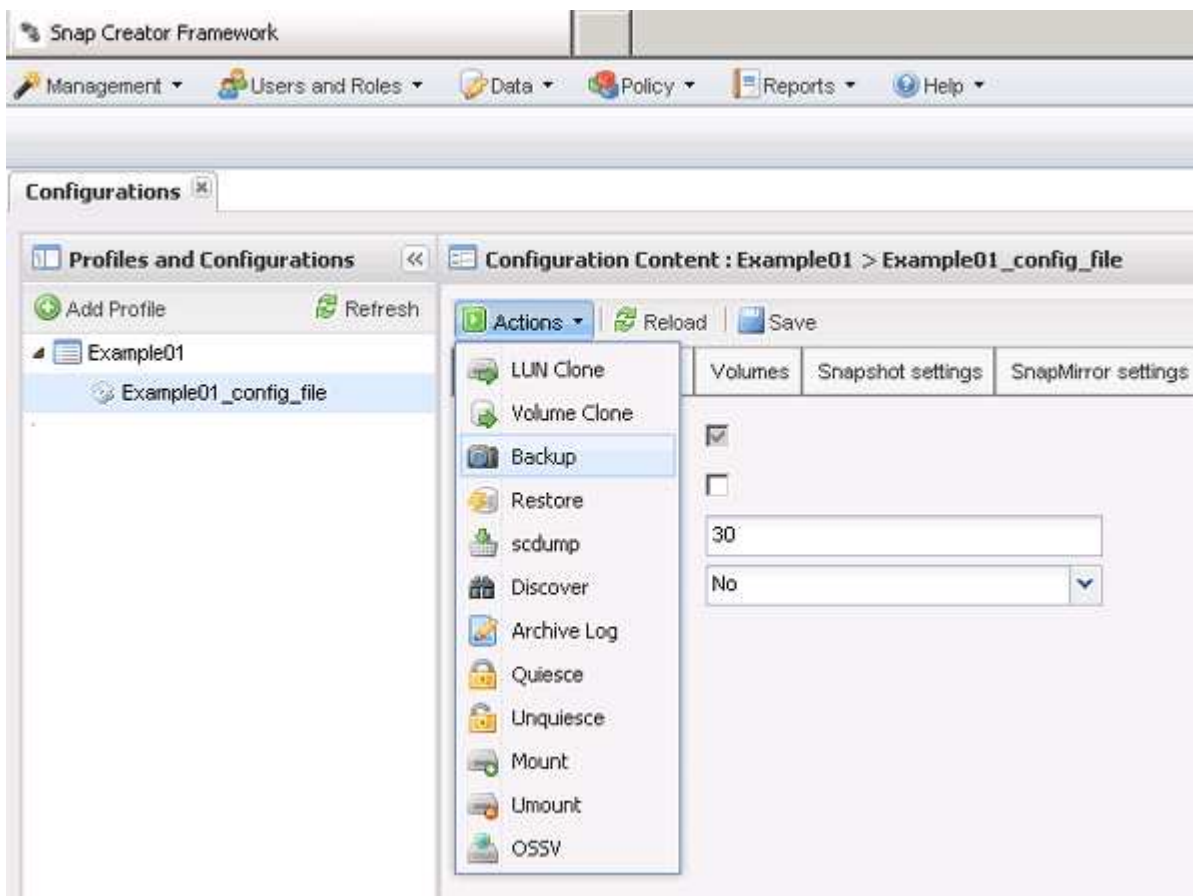 Snap Creator Framework
Management Users and Roles Data Policy Reports Help
Configurations
Profiles and Configurations
Configuration Content : Example01 > Example01_config_file
Add Profile Refresh
Actions Reload Save
Example01
Example01_config_file
Volumes Snapshot settings SnapMirror settings
LUN Clone
Volume Clone
Backup
Restore
scdump
Discover
Archive Log
Quiesce
Unquiesce
Mount
Umount
OSSV
30
No